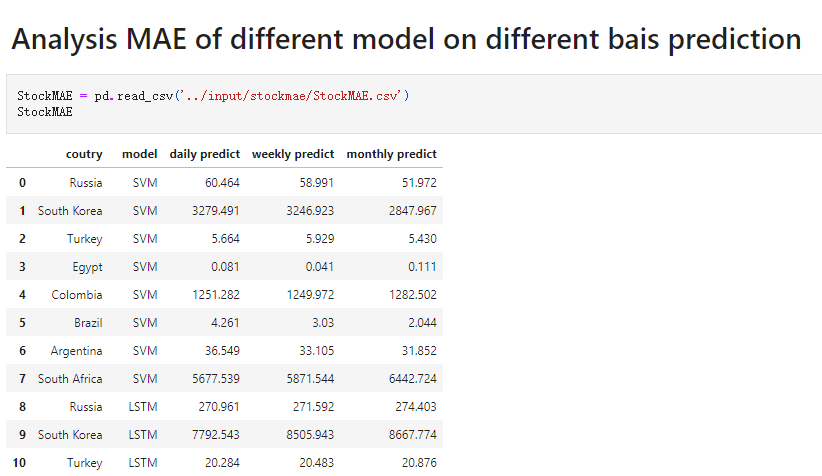 Analysis MAE of different model on different bais prediction
StockMAE = pd.read_csv('../input/stockmae/StockMAE.csv')
StockMAE
coutry model daily predict weekly predict monthly predict
0 Russia SVM 60.464 58.991 51.972
1 South Korea SVM 3279.491 3246.923 2847.967
2 Turkey SVM 5.664 5.929 5.430
3 Egypt SVM 0.081 0.041 0.111
4 Colombia SVM 1251.282 1249.972 1282.502
5 Brazil SVM 4.261 3.03 2.044
6 Argentina SVM 36.549 33.105 31.852
7 South Africa SVM 5677.539 5871.544 6442.724
8 Russia LSTM 270.961 271.592 274.403
9 South Korea LSTM 7792.543 8505.943 8667.774
10 Turkey LSTM 20.284 20.483 20.876